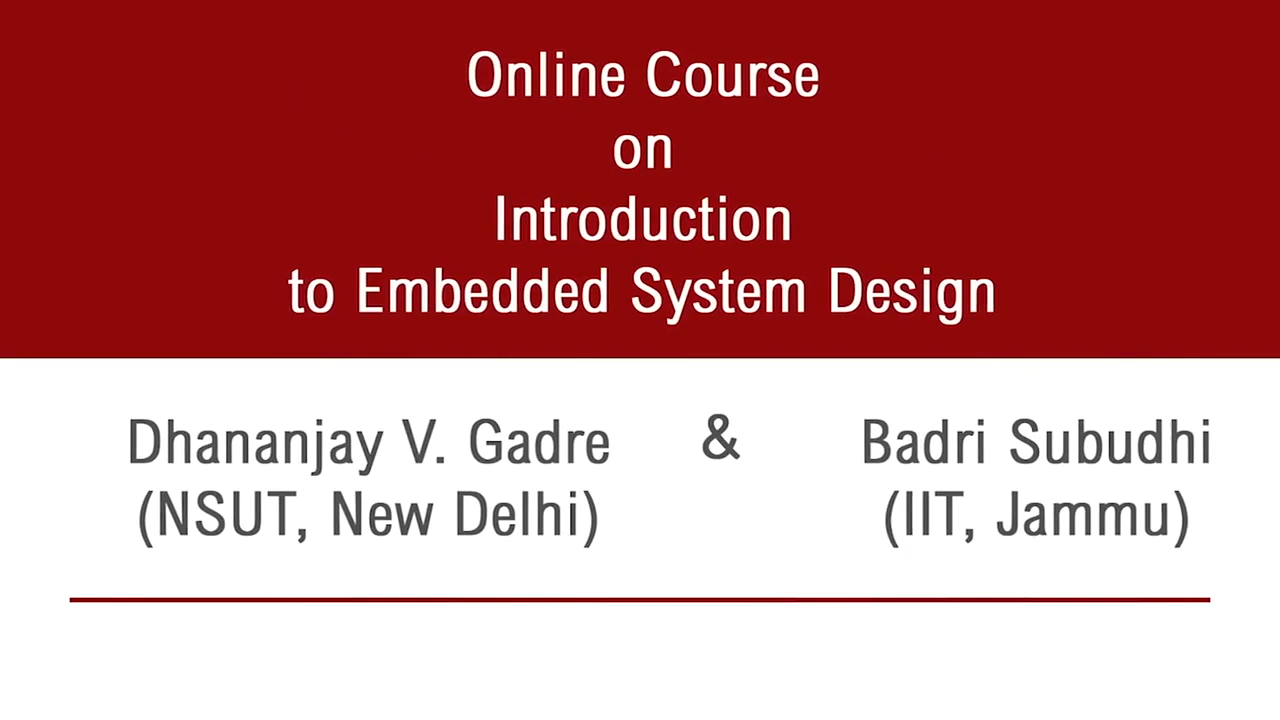 Online Course
on
Introduction
to Embedded System Design
Dhananjay V. Gadre & Badri Subudhi
(NSUT, New Delhi) (IIT, Jammu)